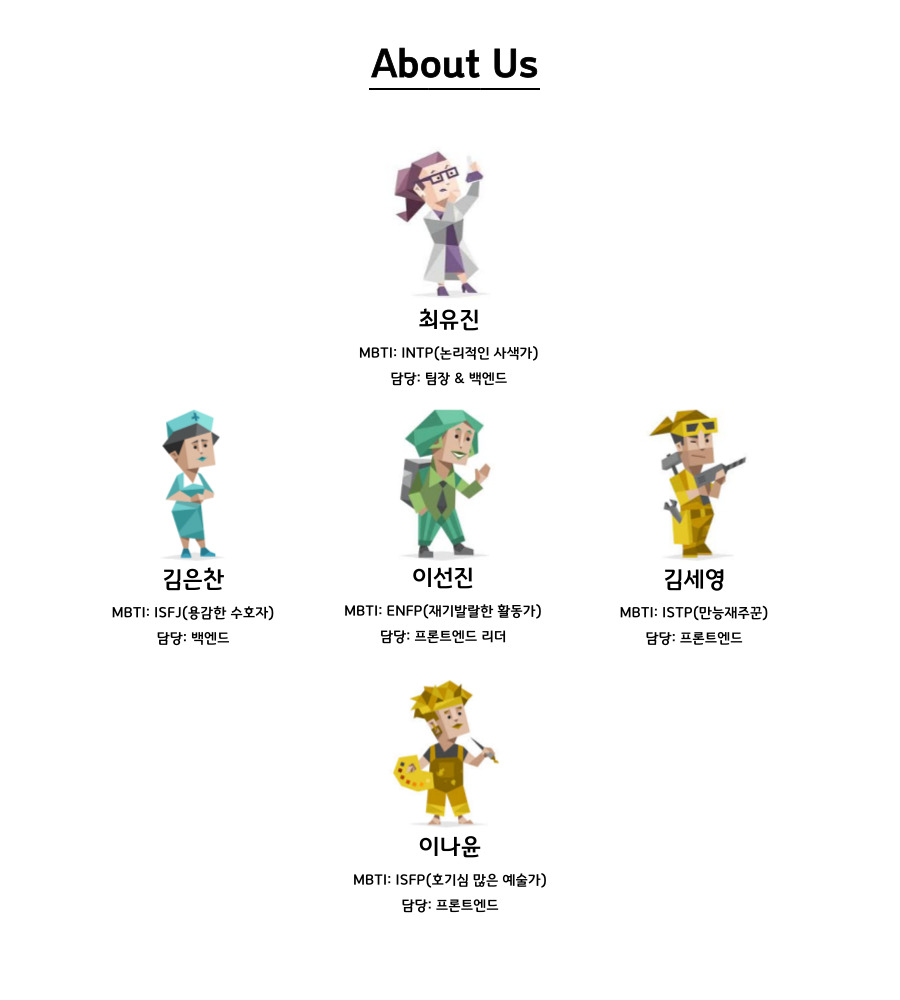 About Us
최유진
MBTI: INTP(논리적인 사색가)
담당: 팀장 & 백엔드
김은찬
MBTI: ISFJ(용감한 수호자)
담당: 백엔드
이선진
MBTI: ENFP(재기발랄한 활동가)
담당: 프론트엔드 리더
김세영
MBTI: ISTP(만능재주꾼)
담당: 프론트엔드
이나윤
MBTI: ISFP(호기심 많은 예술가)
담당: 프론트엔드